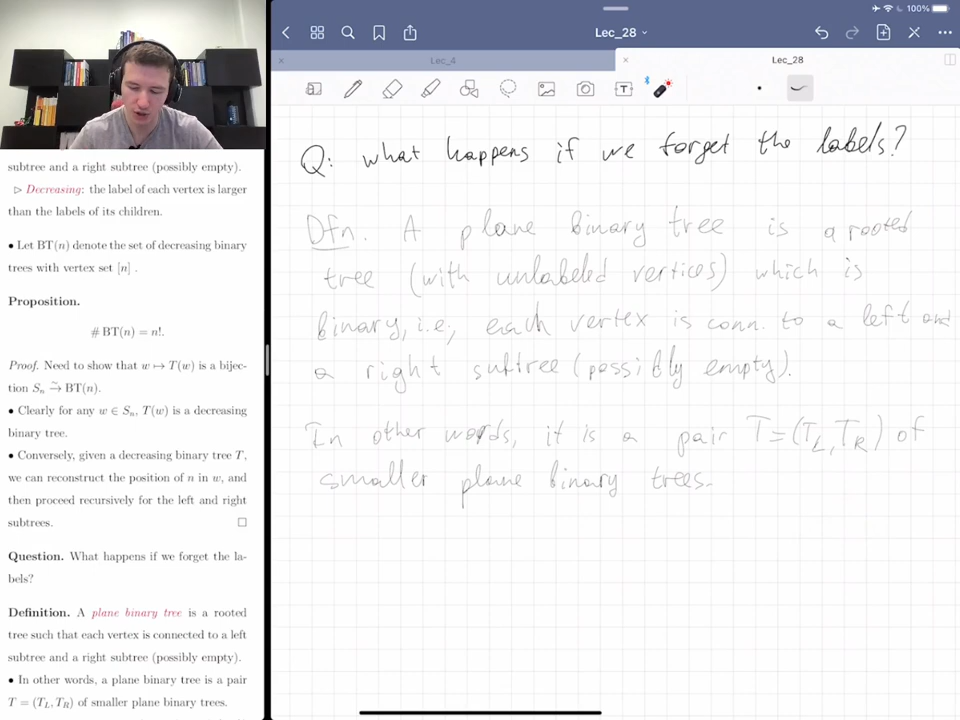 100%
Lec_28
Lec_4
Lec_28
T
subtree and a right subtree (possibly empty).
▷ Decreasing: the label of each vertex is larger
than the labels of its children.
• Let BT(n) denote the set of decreasing binary
trees with vertex set [n] .
Proposition.
# BT(n) = n!.
Proof. Need to show that w ↦ T(w) is a bijec-
tion Sₙ ⥲ BT(n).
• Clearly for any w ∈ Sₙ, T(w) is a decreasing
binary tree.
• Conversely, given a decreasing binary tree T,
we can reconstruct the position of n in w, and
then proceed recursively for the left and right
subtrees. □
Question. What happens if we forget the la-
bels?
Definition. A plane binary tree is a rooted
tree such that each vertex is connected to a left
subtree and a right subtree (possibly empty).
• In other words, a plane binary tree is a pair
T = (T_L, T_R) of smaller plane binary trees.
Q: what happens if we forget the labels?
Dfn. A plane binary tree is a rooted
tree (with unlabeled vertices) which is
binary, i.e., each vertex is conn. to a left and
a right subtree (possibly empty).
In other words, it is a pair T=(T_L,T_R) of
smaller plane binary trees.